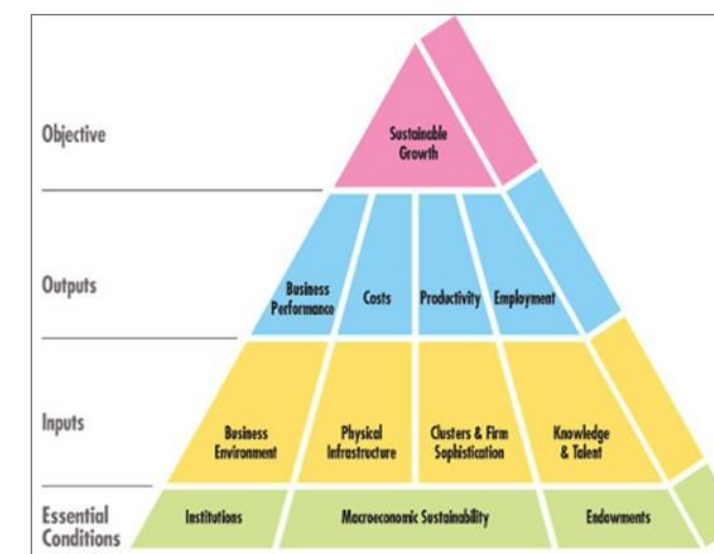 Objective
Sustainable
Growth
Outputs
Business
Performance
Costs
Productivity
Employment
Inputs
Business
Environment
Physical
Infrastructure
Clusters & Firm
Sophistication
Knowledge
& Talent
Essential
Conditions
Institutions
Macroeconomic Sustainability
Endowments